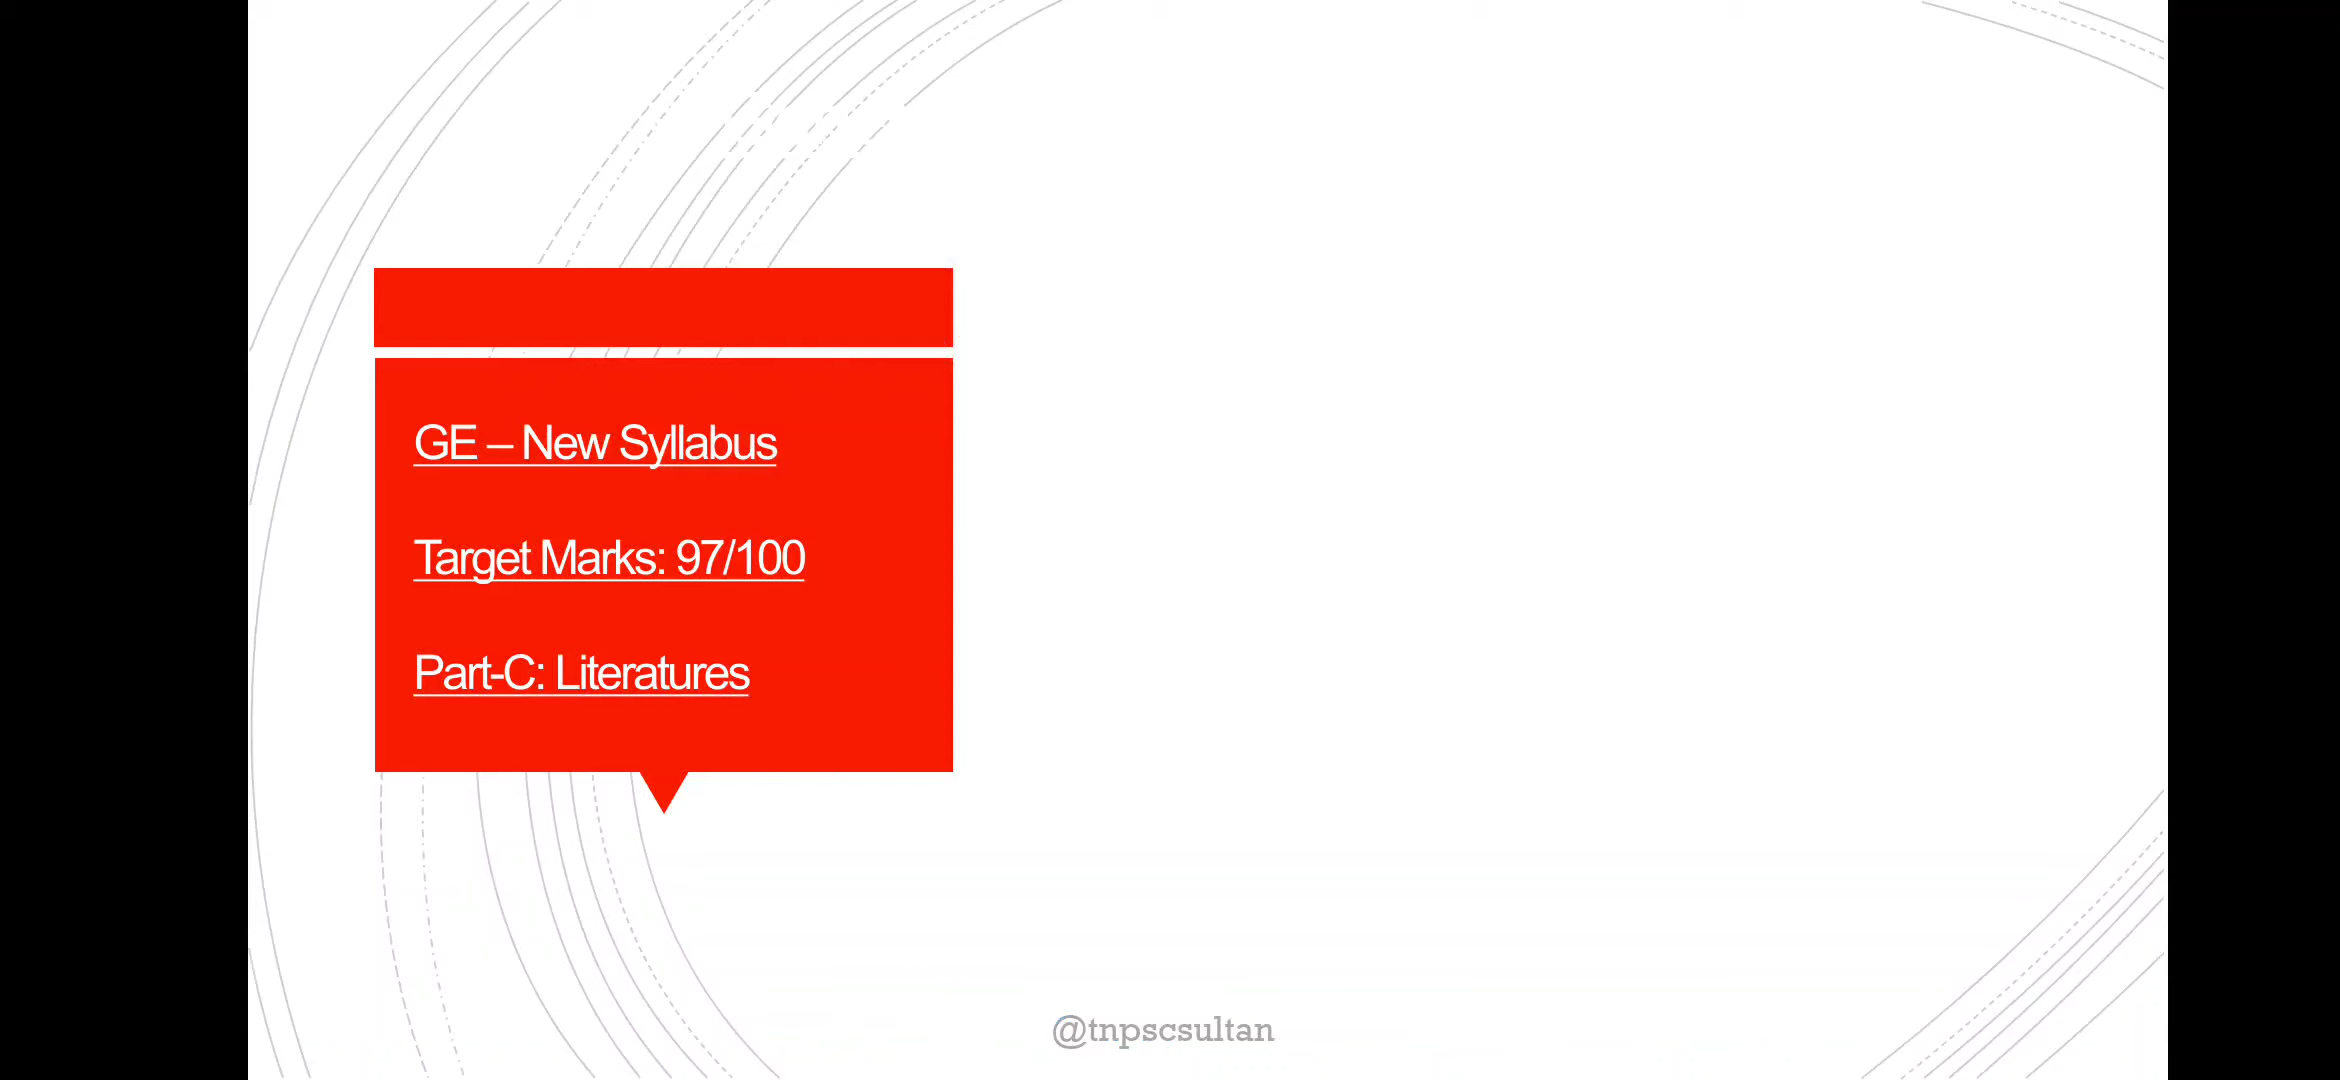 GE – New Syllabus
Target Marks: 97/100
Part-C: Literatures
@tnpscsultan